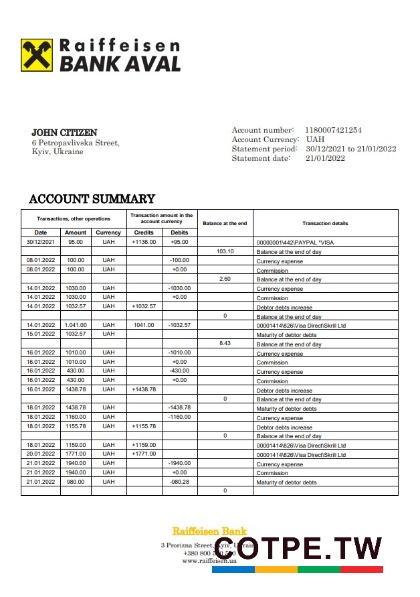 Raiffeisen
BANK AVAL
JOHN CITIZEN
6 Petropavlivska Street,
Kyiv, Ukraine
Account number: 1180007421254
Account Currency: UAH
Statement period: 30/12/2021 to 21/01/2022
Statement date: 21/01/2022
ACCOUNT SUMMARY
Transactions, other operations Transaction amount in the account currency Balance at the end Transaction details
Date Amount Currency Credits Debits
30/12/2021 95.00 UAH +1136.00 +95.00 00000001\442\PAYPAL *VISA
103.10 Balance at the end of day
08.01.2022 100.00 UAH -100.00 Currency expense
08.01.2022 100.00 UAH +0.00 Commission
2.60 Balance at the end of day
14.01.2022 1030.00 UAH -1030.00 Currency expense
14.01.2022 1030.00 UAH +0.00 Commission
14.01.2022 1032.57 UAH +1032.57 Debtor debts increase
0 Balance at the end of day
14.01.2022 1.041.00 UAH 1041.00 -1032.57 00001414\826\Visa Direct\Skrill Ltd
15.01.2022 1032.57 UAH Maturity of debtor debts
8.43 Balance at the end of day
16.01.2022 1010.00 UAH -1010.00 Currency expense
16.01.2022 1010.00 UAH +0.00 Commission
16.01.2022 430.00 UAH -430.00 Currency expense
16.01.2022 430.00 UAH +0.00 Commission
16.01.2022 1438.78 UAH +1438.78 Debtor debts increase
0 Balance at the end of day
18.01.2022 1438.78 UAH -1438.78 Maturity of debtor debts
18.01.2022 1160.00 UAH -1160.00 Currency expense
18.01.2022 1155.78 UAH +1155.78 Debtor debts increase
0 Balance at the end of day
18.01.2022 1159.00 UAH +1159.00 00001414\826\Visa Direct\Skrill Ltd
20.01.2022 1771.00 UAH +1771.00 00001414\826\Visa Direct\Skrill Ltd
21.01.2022 1940.00 UAH -1940.00 Currency expense
21.01.2022 1940.00 UAH +0.00 Commission
21.01.2022 980.00 UAH -080.28 Maturity of debtor debts
0
Raiffeisen Bank
3 Prorizna Street, Kyiv, Ukraine
+380 800
www.raiffeisen.ua
COTPE.TW